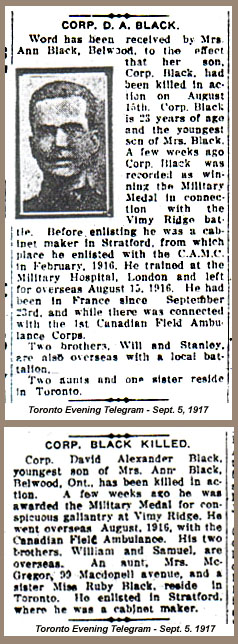 CORP. D. A. BLACK.
Word has been received by Mrs.
Ann Black, Belwood, to the effect
that her son,
Corp. Black, had
been killed in ac-
tion on August
15th. Corp. Black
is 23 years of age
and the youngest
son of Mrs. Black.
A few weeks ago
Corp. Black was
recorded as win-
ning the Military
Medal in connec-
tion with the
Vimy Ridge bat-
tle. Before enlisting he was a cab-
inet maker in Stratford, from which
place he enlisted with the C.A.M.C.
in February, 1916. He trained at the
Military Hospital, London and left
for overseas August 15, 1916. He had
been in France since September
23rd, and while there was connected
with the 1st Canadian Field Ambu-
lance Corps.
Two brothers, Will and Stanley,
are also overseas with a local bat-
talion.
Two aunts and one sister reside
in Toronto.
Toronto Evening Telegram - Sept. 5, 1917
CORP. BLACK KILLED.
Corp. David Alexander Black,
youngest son of Mrs. Ann Black,
Belwood, Ont., has been killed in ac-
tion. A few weeks ago he was
awarded the Military Medal for con-
spicuous gallantry at Vimy Ridge. He
went overseas August, 1916, with the
Canadian Field Ambulance. His two
brothers, William and Samuel, are
overseas. An aunt, Mrs. Mc-
Gregor, 99 Macdonell avenue, and a
sister Miss Ruby Black, reside in
Toronto. He enlisted in Stratford,
where he was a cabinet maker.
Toronto Evening Telegram - Sept. 5. 1917